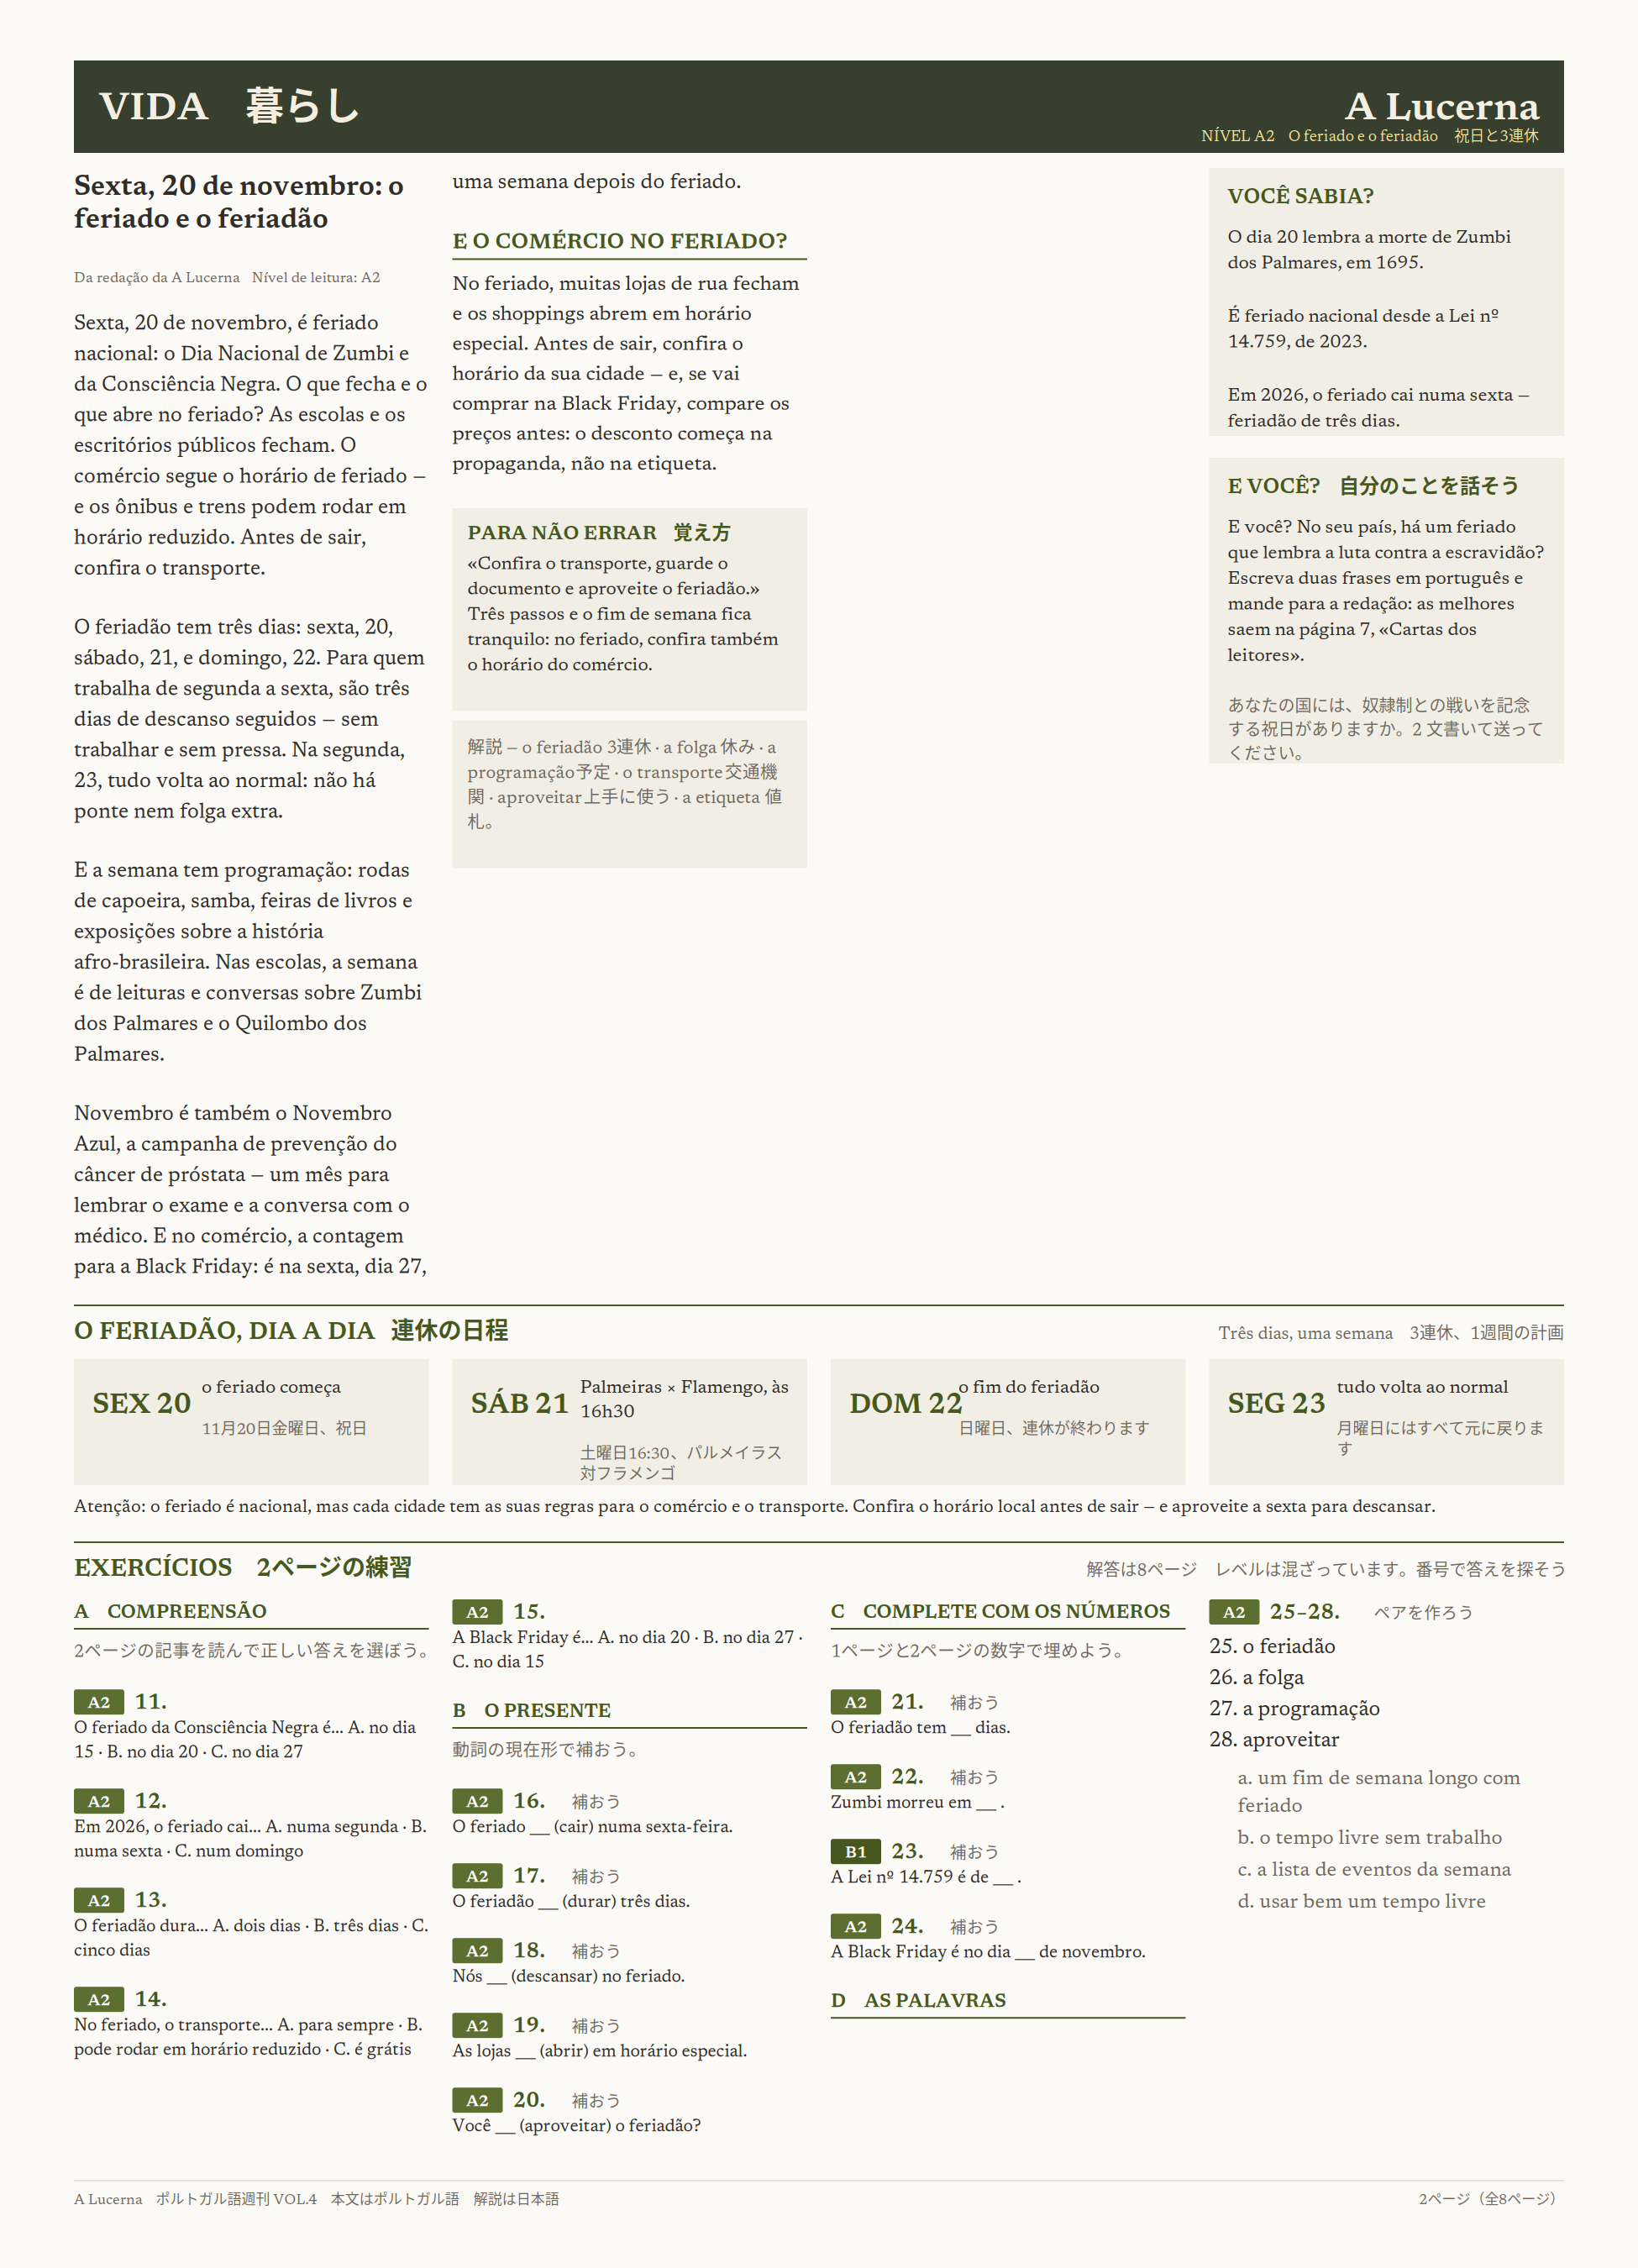 VIDA 暮らし
A Lucerna
NÍVEL A2 O feriado e o feriadão 祝日と3連休
Sexta, 20 de novembro: o
feriado e o feriadão
Da redação da A Lucerna Nível de leitura: A2
Sexta, 20 de novembro, é feriado
nacional: o Dia Nacional de Zumbi e
da Consciência Negra. O que fecha e o
que abre no feriado? As escolas e os
escritórios públicos fecham. O
comércio segue o horário de feriado —
e os ônibus e trens podem rodar em
horário reduzido. Antes de sair,
confira o transporte.
O feriadão tem três dias: sexta, 20,
sábado, 21, e domingo, 22. Para quem
trabalha de segunda a sexta, são três
dias de descanso seguidos — sem
trabalhar e sem pressa. Na segunda,
23, tudo volta ao normal: não há
ponte nem folga extra.
E a semana tem programação: rodas
de capoeira, samba, feiras de livros e
exposições sobre a história
afro-brasileira. Nas escolas, a semana
é de leituras e conversas sobre Zumbi
dos Palmares e o Quilombo dos
Palmares.
Novembro é também o Novembro
Azul, a campanha de prevenção do
câncer de próstata — um mês para
lembrar o exame e a conversa com o
médico. E no comércio, a contagem
para a Black Friday: é na sexta, dia 27,
uma semana depois do feriado.
E O COMÉRCIO NO FERIADO?
No feriado, muitas lojas de rua fecham
e os shoppings abrem em horário
especial. Antes de sair, confira o
horário da sua cidade — e, se vai
comprar na Black Friday, compare os
preços antes: o desconto começa na
propaganda, não na etiqueta.
PARA NÃO ERRAR 覚え方
«Confira o transporte, guarde o
documento e aproveite o feriadão.»
Três passos e o fim de semana fica
tranquilo: no feriado, confira também
o horário do comércio.
解説 — o feriadão 3連休 · a folga 休み · a
programação予定 · o transporte交通機
関 · aproveitar上手に使う · a etiqueta 値
札。
VOCÊ SABIA?
O dia 20 lembra a morte de Zumbi
dos Palmares, em 1695.
É feriado nacional desde a Lei nº
14.759, de 2023.
Em 2026, o feriado cai numa sexta —
feriadão de três dias.
E VOCÊ? 自分のことを話そう
E você? No seu país, há um feriado
que lembra a luta contra a escravidão?
Escreva duas frases em português e
mande para a redação: as melhores
saem na página 7, «Cartas dos
leitores».
あなたの国には、奴隷制との戦いを記念
する祝日がありますか。2 文書いて送って
ください。
O FERIADÃO, DIA A DIA 連休の日程
Três dias, uma semana 3連休、1週間の計画
SEX 20
o feriado começa
11月20日金曜日、祝日
SÁB 21
Palmeiras × Flamengo, às
16h30
土曜日16:30、パルメイラス
対フラメンゴ
DOM 22
o fim do feriadão
日曜日、連休が終わります
SEG 23
tudo volta ao normal
月曜日にはすべて元に戻りま
す
Atenção: o feriado é nacional, mas cada cidade tem as suas regras para o comércio e o transporte. Confira o horário local antes de sair — e aproveite a sexta para descansar.
EXERCÍCIOS 2ページの練習
解答は8ページ レベルは混ざっています。番号で答えを探そう
A COMPREENSÃO
2ページの記事を読んで正しい答えを選ぼう。
A2 11.
O feriado da Consciência Negra é... A. no dia
15 · B. no dia 20 · C. no dia 27
A2 12.
Em 2026, o feriado cai... A. numa segunda · B.
numa sexta · C. num domingo
A2 13.
O feriadão dura... A. dois dias · B. três dias · C.
cinco dias
A2 14.
No feriado, o transporte... A. para sempre · B.
pode rodar em horário reduzido · C. é grátis
A2 15.
A Black Friday é... A. no dia 20 · B. no dia 27 ·
C. no dia 15
B O PRESENTE
動詞の現在形で補おう。
A2 16. 補おう
O feriado __ (cair) numa sexta-feira.
A2 17. 補おう
O feriadão __ (durar) três dias.
A2 18. 補おう
Nós __ (descansar) no feriado.
A2 19. 補おう
As lojas __ (abrir) em horário especial.
A2 20. 補おう
Você __ (aproveitar) o feriadão?
C COMPLETE COM OS NÚMEROS
1ページと2ページの数字で埋めよう。
A2 21. 補おう
O feriadão tem __ dias.
A2 22. 補おう
Zumbi morreu em __ .
B1 23. 補おう
A Lei nº 14.759 é de __ .
A2 24. 補おう
A Black Friday é no dia __ de novembro.
D AS PALAVRAS
A2 25–28. ペアを作ろう
25. o feriadão
26. a folga
27. a programação
28. aproveitar
a. um fim de semana longo com
feriado
b. o tempo livre sem trabalho
c. a lista de eventos da semana
d. usar bem um tempo livre
A Lucerna ポルトガル語週刊 VOL.4 本文はポルトガル語 解説は日本語
2ページ（全8ページ）